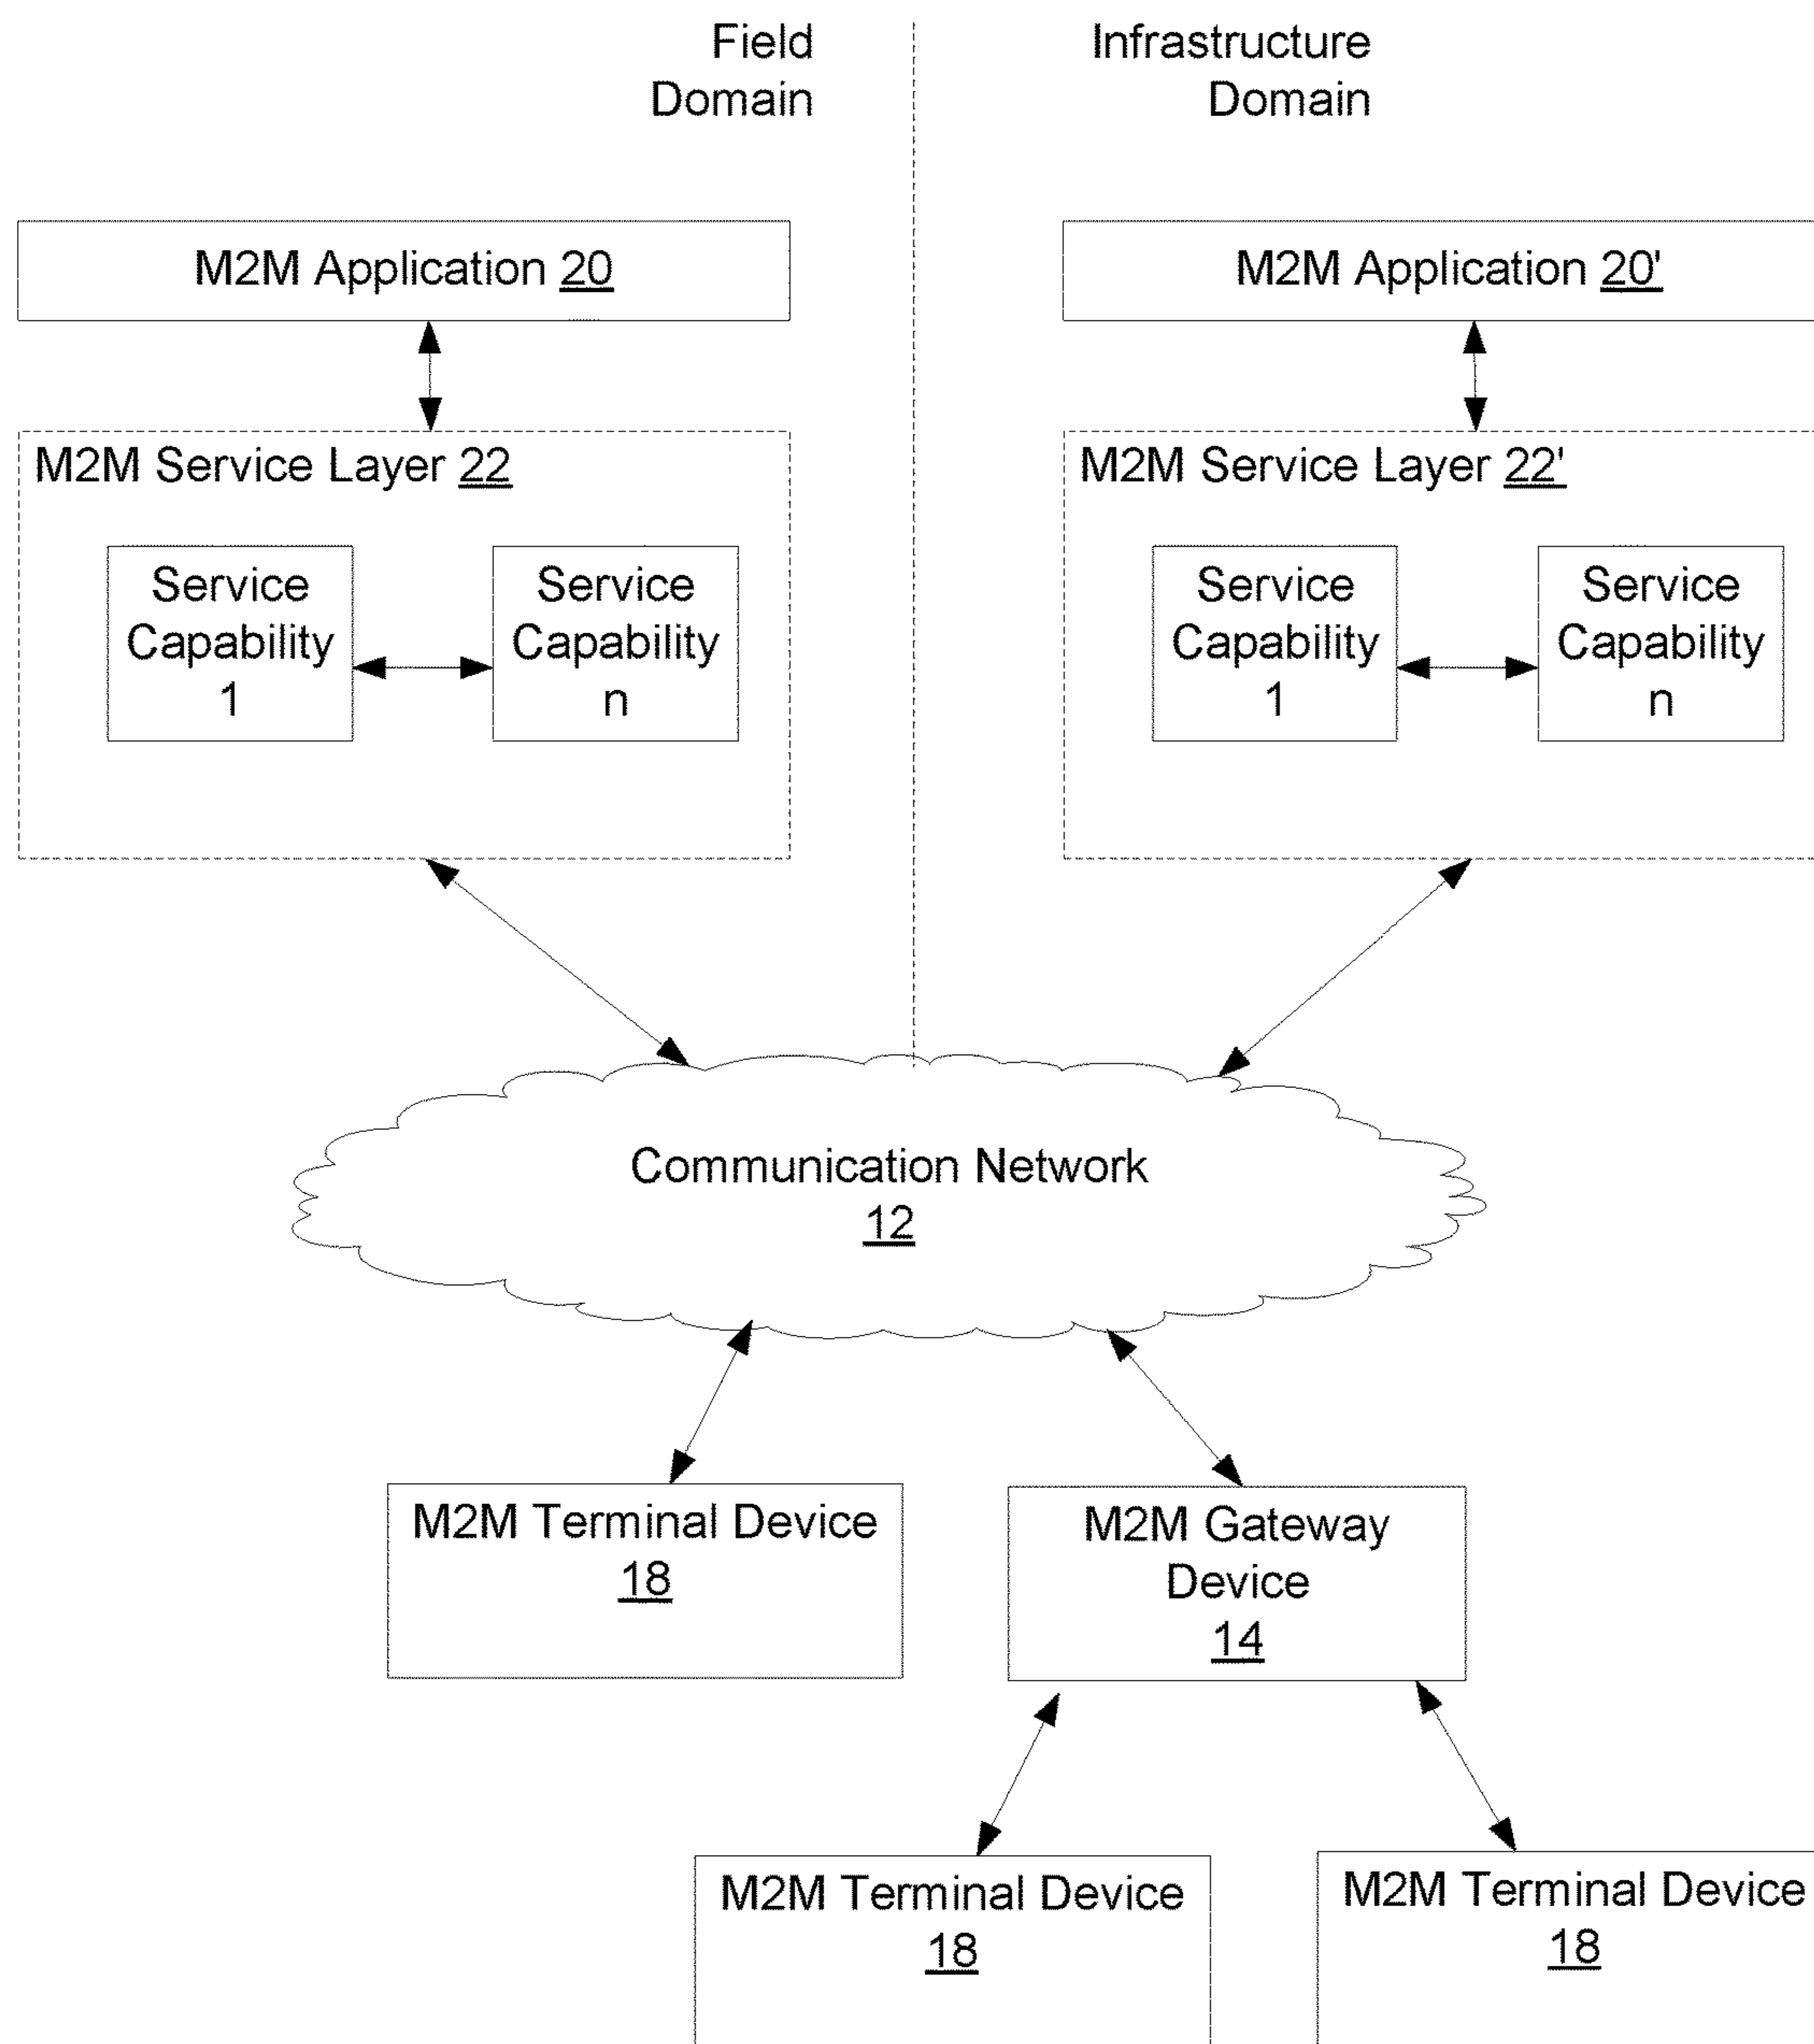 Field
Domain
Infrastructure
Domain
M2M Application 20
M2M Application 20'
M2M Service Layer 22
Service
Capability
1
Service
Capability
n
M2M Service Layer 22'
Service
Capability
1
Service
Capability
n
Communication Network
12
M2M Terminal Device
18
M2M Gateway
Device
14
M2M Terminal Device
18
M2M Terminal Device
18